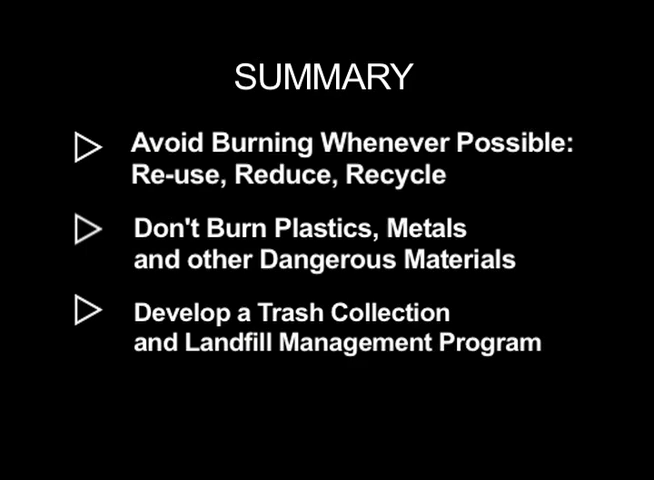 SUMMARY
Avoid Burning Whenever Possible:
Re-use, Reduce, Recycle
Don't Burn Plastics, Metals
and other Dangerous Materials
Develop a Trash Collection
and Landfill Management Program